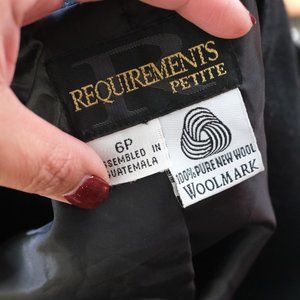 REQUIREMENTS
PETITE
6P
ASSEMBLED IN
GUATEMALA
100% PURE NEW WOOL
WOOLMARK